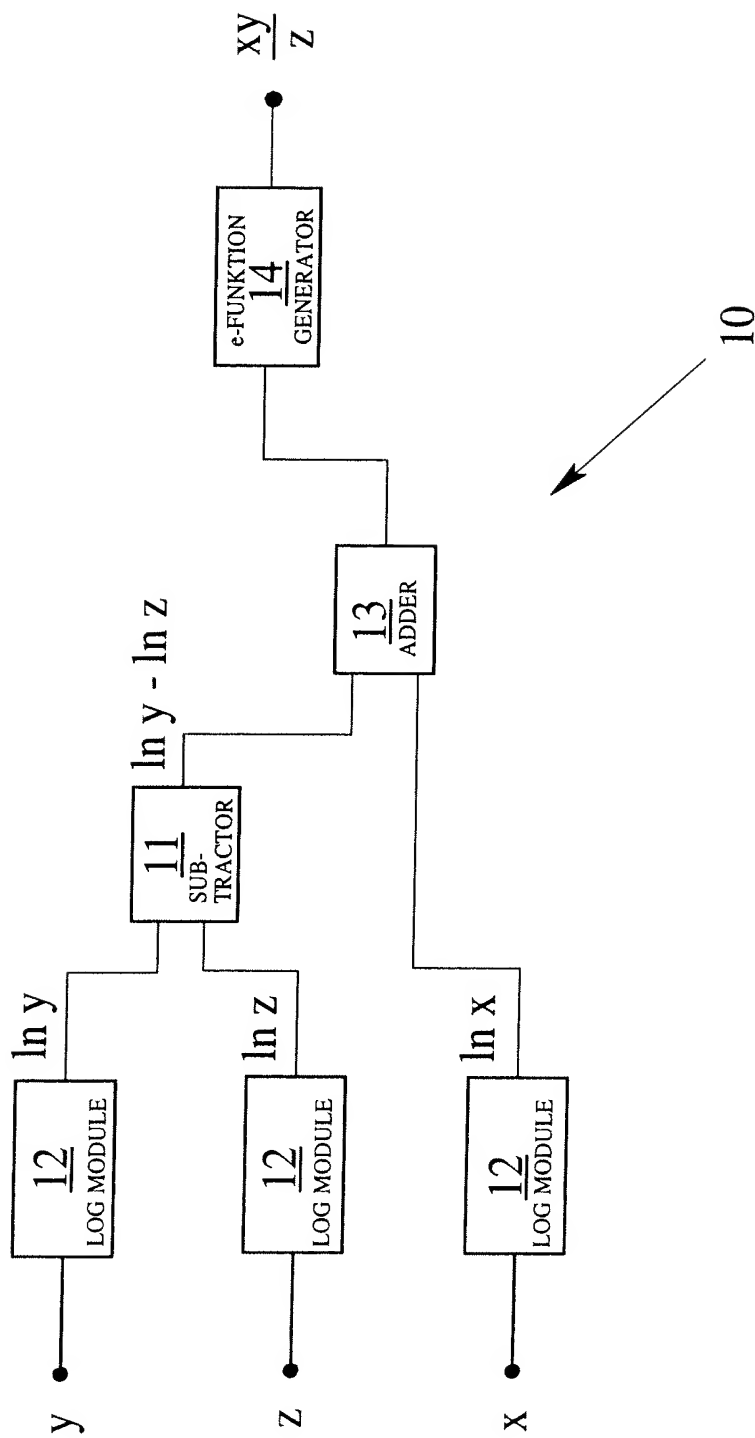 y
12
LOG MODULE
ln y
z
12
LOG MODULE
ln z
11
SUB-
TRACTOR
ln y - ln z
x
12
LOG MODULE
ln x
13
ADDER
e-FUNKTION
14
GENERATOR
xy
z
10